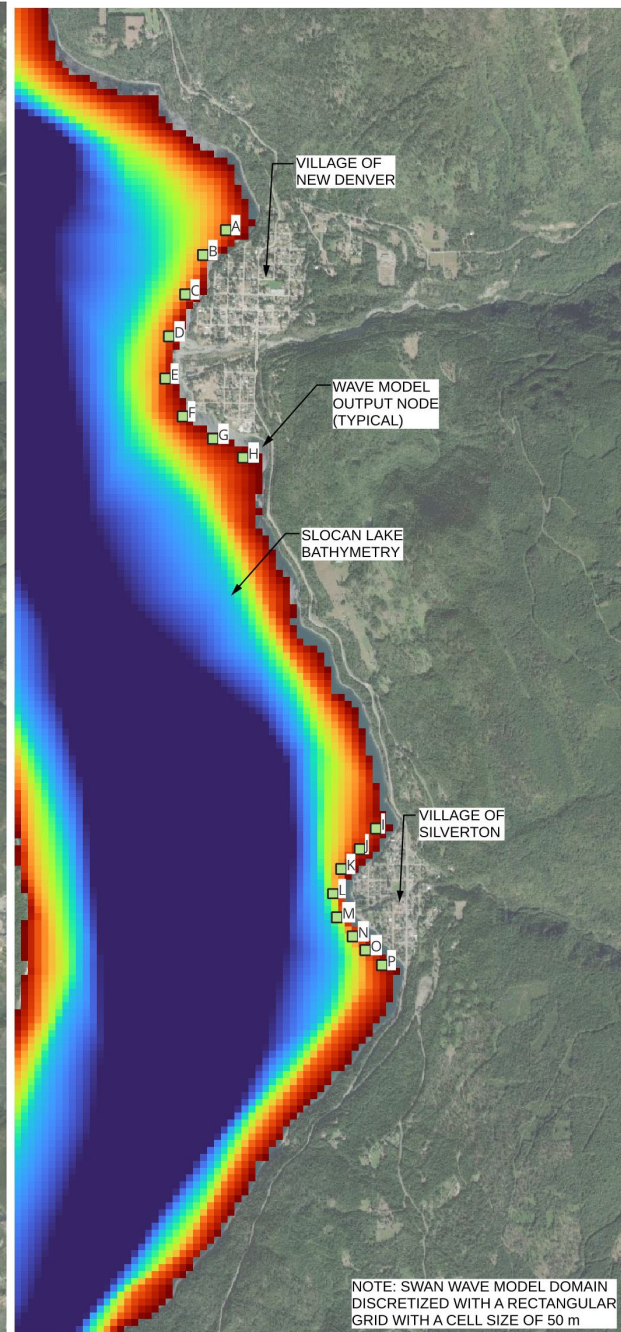 VILLAGE OF
NEW DENVER
A
B
C
D
E
F
G
H
WAVE MODEL
OUTPUT NODE
(TYPICAL)
SLOCAN LAKE
BATHYMETRY
I
J
K
L
M
N
O
P
VILLAGE OF
SILVERTON
NOTE: SWAN WAVE MODEL DOMAIN
DISCRETIZED WITH A RECTANGULAR
GRID WITH A CELL SIZE OF 50 m